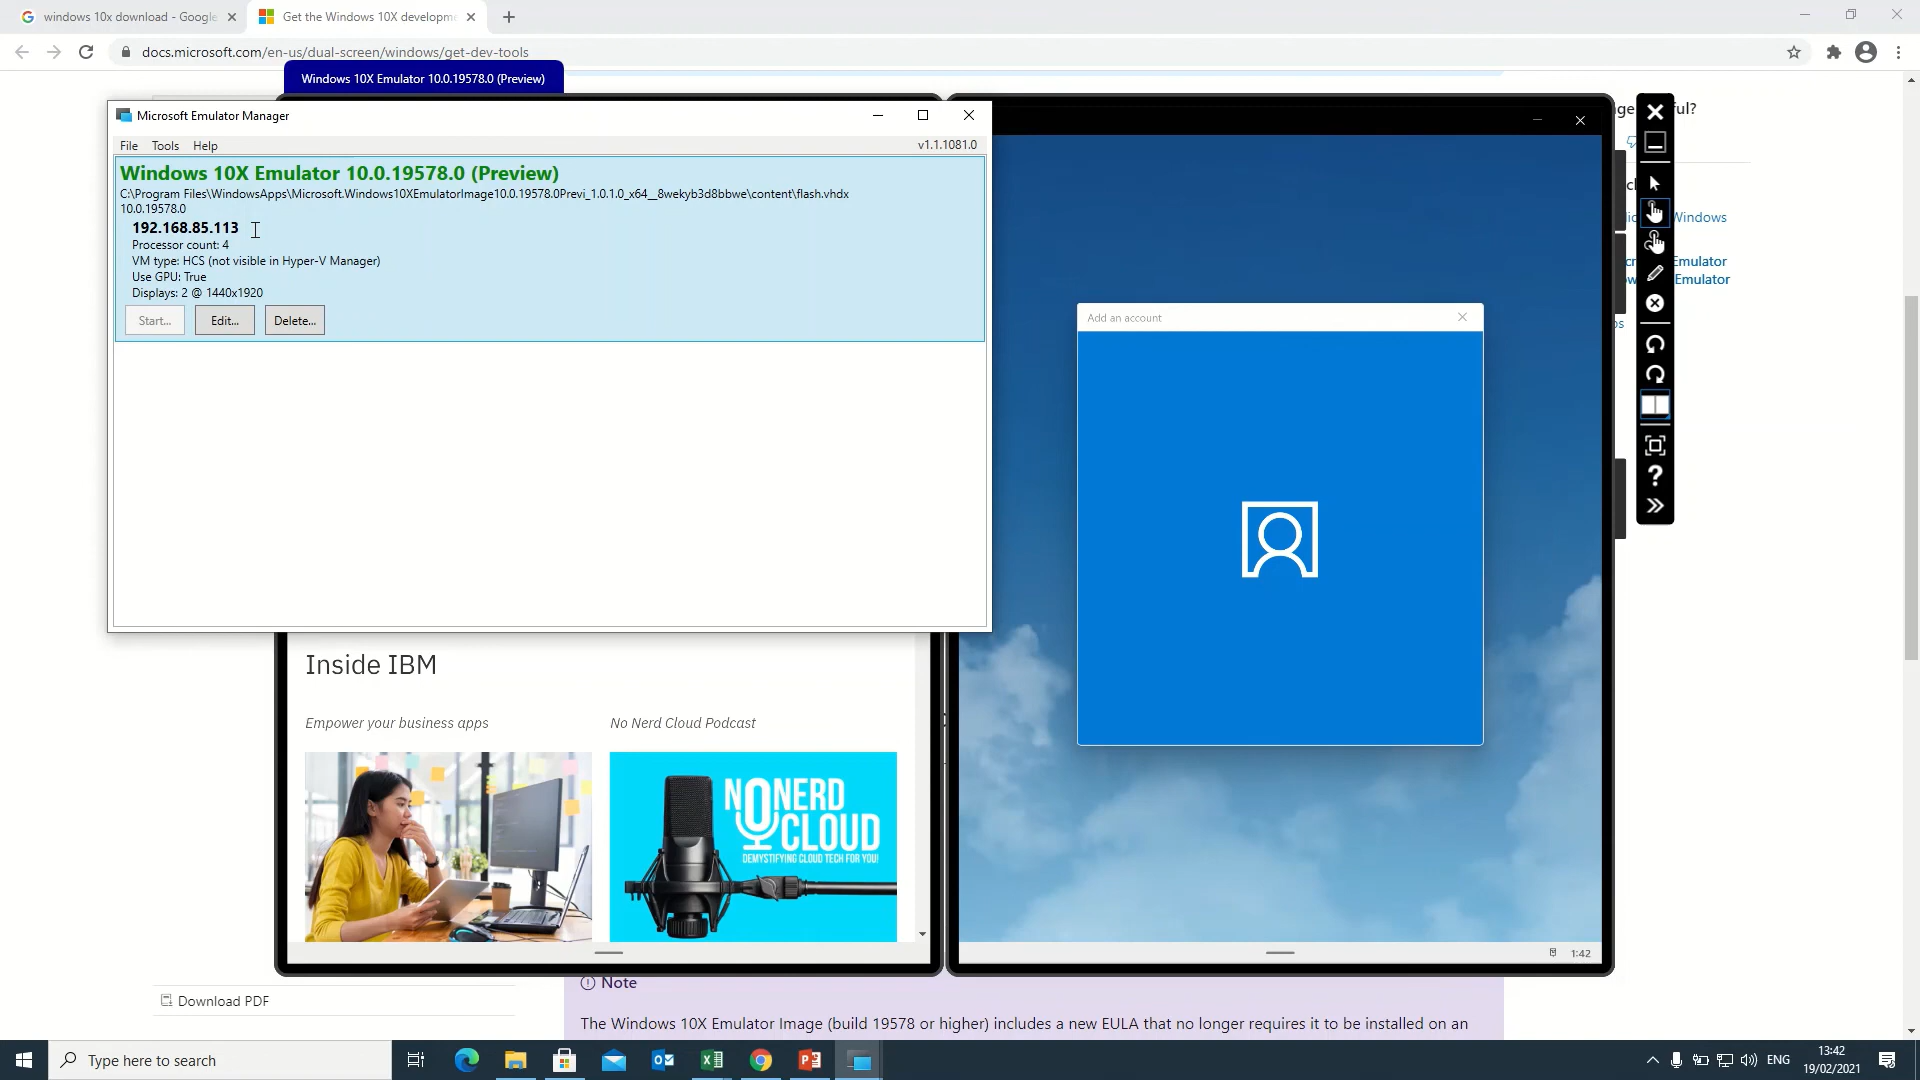 windows 10x download - Google
Get the Windows 10X developme
docs.microsoft.com/en-us/dual-screen/windows/get-dev-tools
Windows 10X Emulator 10.0.19578.0 (Preview)
Microsoft Emulator Manager
File Tools Help
v1.1.1081.0
Windows 10X Emulator 10.0.19578.0 (Preview)
C:\Program Files\WindowsApps\Microsoft.Windows10XEmulatorImage10.0.19578.0Previ_1.0.1.0_x64__8wekyb3d8bbwe\content\flash.vhdx
10.0.19578.0
192.168.85.113
Processor count: 4
VM type: HCS (not visible in Hyper-V Manager)
Use GPU: True
Displays: 2 @ 1440x1920
Start... Edit... Delete...
Add an account
Windows
Emulator
Emulator
Inside IBM
Empower your business apps
No Nerd Cloud Podcast
NO NERD
CLOUD
DEMYSTIFYING CLOUD TECH FOR YOU!
1:42
Download PDF
Note
The Windows 10X Emulator Image (build 19578 or higher) includes a new EULA that no longer requires it to be installed on an
Type here to search
ENG
13:42
19/02/2021